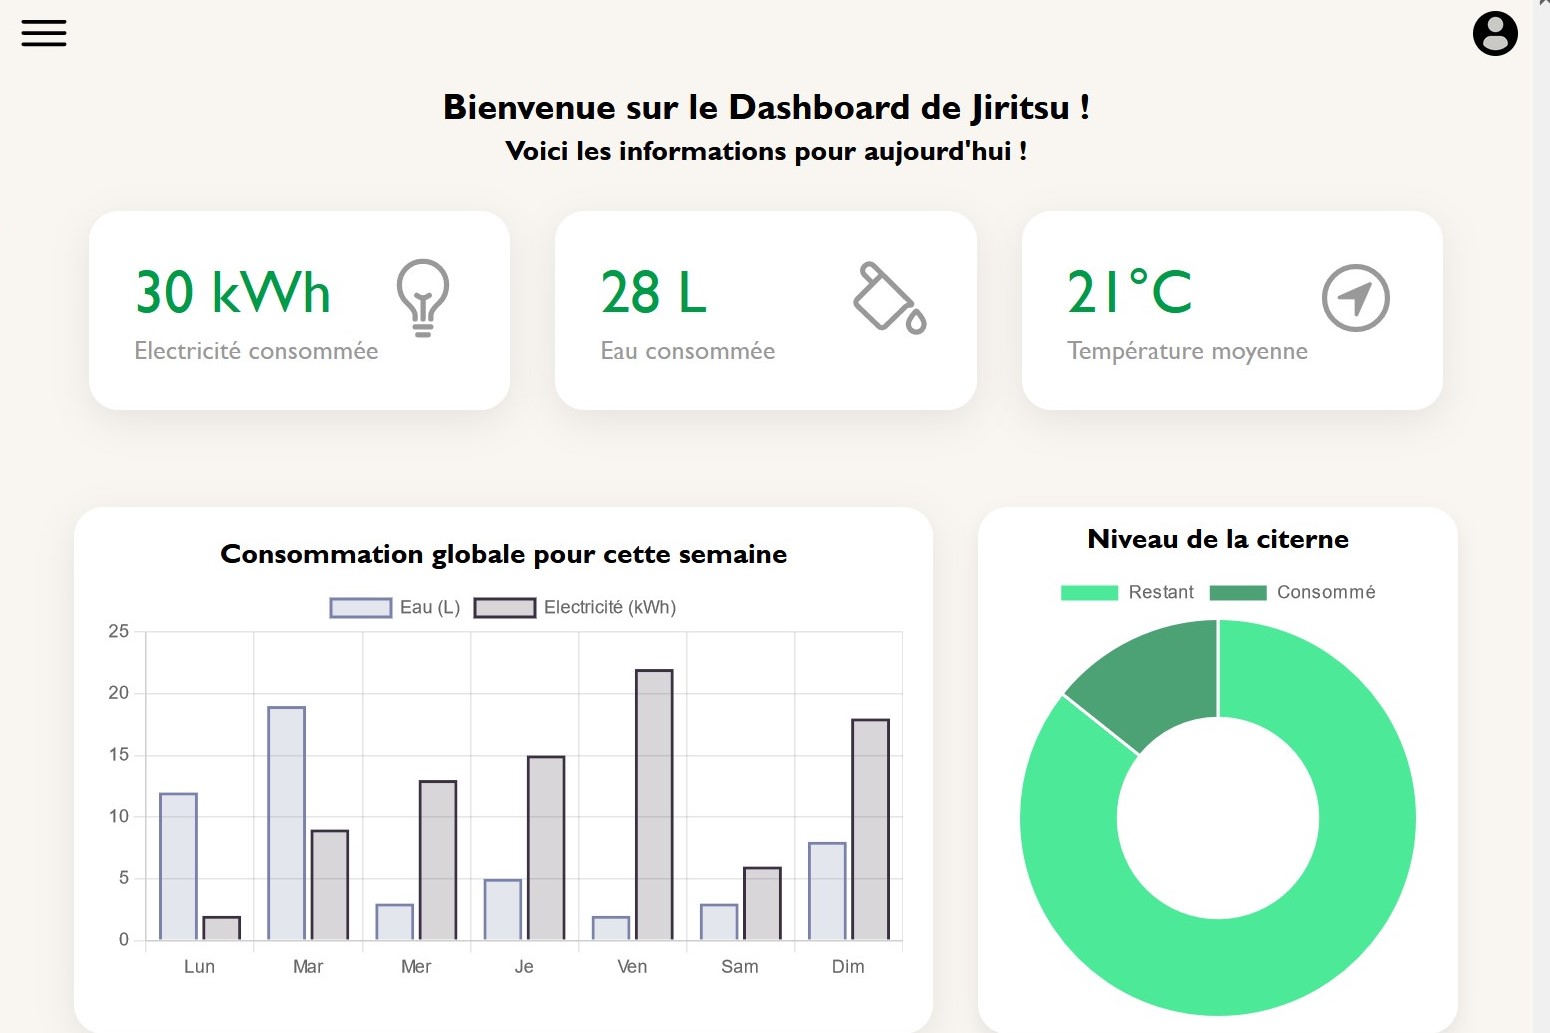 Bienvenue sur le Dashboard de Jiritsu !
Voici les informations pour aujourd'hui !
30 kWh
Electricité consommée
28 L
Eau consommée
21°C
Température moyenne
Consommation globale pour cette semaine
Eau (L) Electricité (kWh)
25
20
15
10
5
0
Lun Mar Mer Je Ven Sam Dim
Niveau de la citerne
Restant Consommé